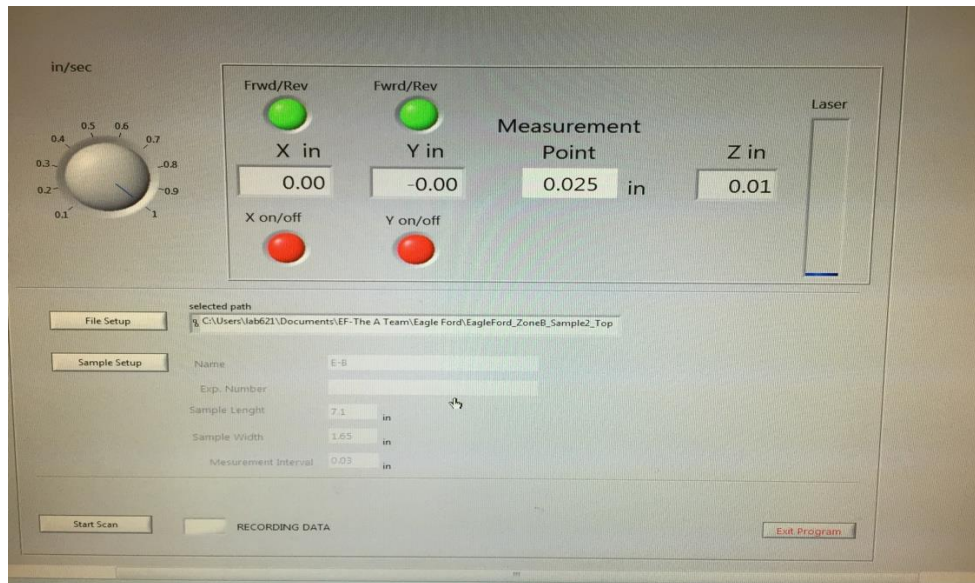 in/sec
0.1
0.2
0.3
0.4
0.5
0.6
0.7
0.8
0.9
1
Frwd/Rev
Fwrd/Rev
X in
Y in
Measurement
Point
Z in
Laser
0.00
-0.00
0.025 in
0.01
X on/off
Y on/off
selected path
File Setup
C:\Users\lab621\Documents\EF-The A Team\Eagle Ford\EagleFord_ZoneB_Sample2_Top
Sample Setup
Name E-B
Exp. Number
Sample Lenght 7.1 in
Sample Width 1.65 in
Mesurement Interval 0.03 in
Start Scan
RECORDING DATA
Exit Program